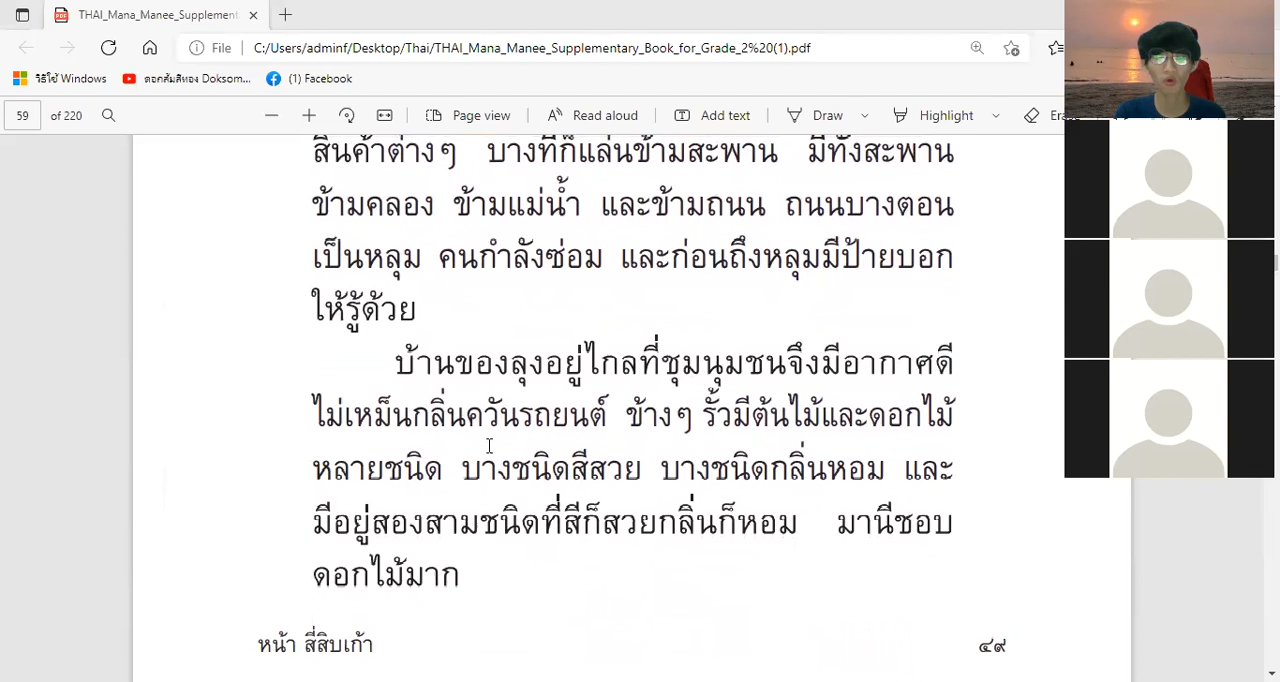 THAI_Mana_Manee_Supplementa
File C:/Users/adminf/Desktop/Thai/THAI_Mana_Manee_Supplementary_Book_for_Grade_2%20(1).pdf
วิธีใช้ Windows ดอกส้มสีทอง Doksom... (1) Facebook
59 of 220 Page view Read aloud Add text Draw Highlight
สินค้าต่างๆ บางทีก็แล่นข้ามสะพาน มีทั้งสะพาน
ข้ามคลอง ข้ามแม่น้ำ และข้ามถนน ถนนบางตอน
เป็นหลุม คนกำลังซ่อม และก่อนถึงหลุมมีป้ายบอก
ให้รู้ด้วย
บ้านของลุงอยู่ไกลที่ชุมนุมชนจึงมีอากาศดี
ไม่เหม็นกลิ่นควันรถยนต์ ข้างๆ รั้วมีต้นไม้และดอกไม้
หลายชนิด บางชนิดสีสวย บางชนิดกลิ่นหอม และ
มีอยู่สองสามชนิดที่สีก็สวยกลิ่นก็หอม มานีชอบ
ดอกไม้มาก
หน้า สี่สิบเก้า ๔๙